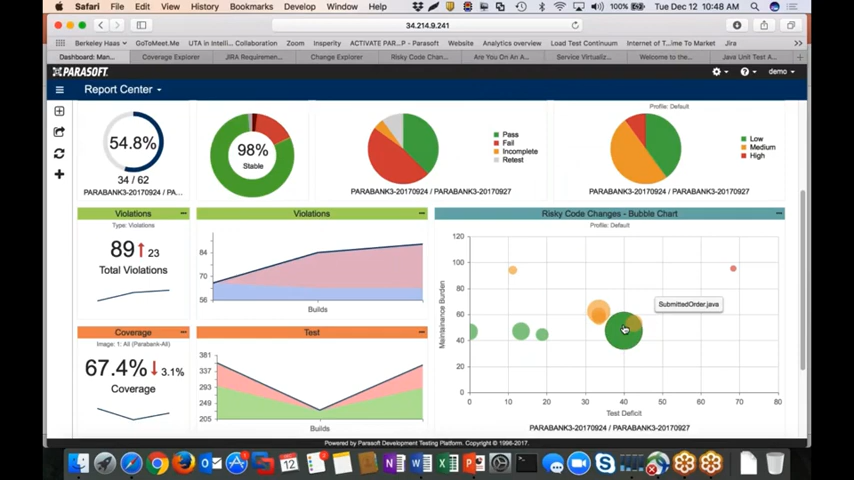 Safari File Edit View History Bookmarks Develop Window Help 100% Tue Dec 12 10:48 AM
34.214.9.241
Berkeley Haas GoToMeet.Me UTA in Intelli... Collaboration Zoom Insperity ACTIVATE PAR...P - Parasoft Website Analytics overview Load Test Continuum Internet of T...ime To Market Jira
Dashboard: Man... Coverage Explorer JIRA Requiremen... Change Explorer Risky Code Chan... Are You On An A... Service Virtualiz... Welcome to the... Java Unit Test A...
PARASOFT. demo
Report Center
Profile: Default
54.8%
34 / 62
PARABANK3-20170927 / PA...
98%
Stable
Pass
Fail
Incomplete
Retest
PARABANK3-20170924 / PARABANK3-20170927
Low
Medium
High
PARABANK3-20170924 / PARABANK3-20170927
Violations
Type: Violations
89 23
Total Violations
Violations
84
70
56
Builds
Risky Code Changes - Bubble Chart
Profile: Default
Maintainance Burden
120
100
80
60
40
20
0
0 10 20 30 40 50 60 70 80
Test Deficit
SubmittedOrder.java
PARABANK3-20170924 / PARABANK3-20170927
Coverage
Image: 1: All (Parabank-All)
67.4% 3.1%
Coverage
Test
381
337
293
249
205
Builds
Powered by Parasoft Development Testing Platform. Copyright © 1996-2017.